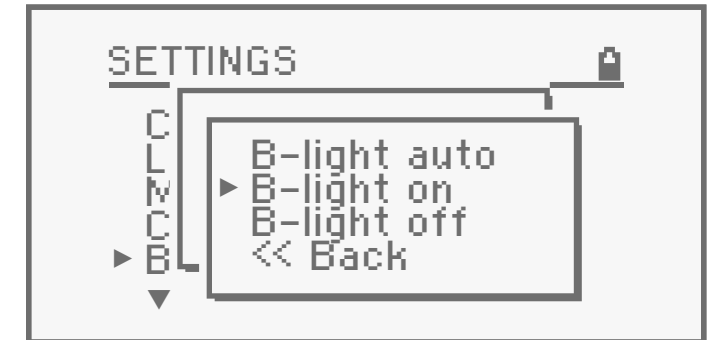 SETTINGS
C
L
M
C
B
B-light auto
B-light on
B-light off
<< Back